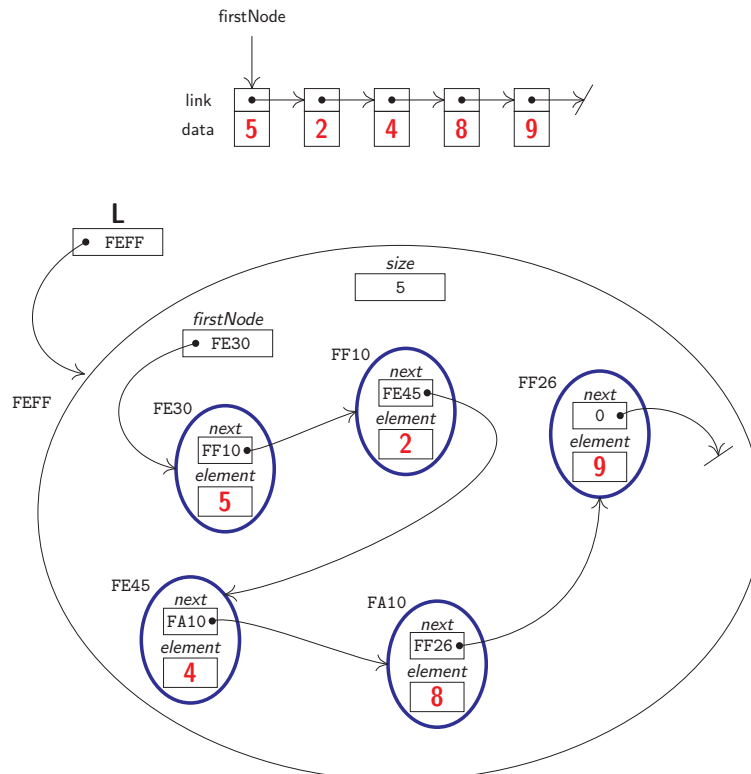 firstNode
link
data 5 2 4 8 9
L
FEFF
size
5
firstNode
FE30
FEFF
FF10
next
FE45
element
2
FF26
next
0
element
9
FE30
next
FF10
element
5
FE45
next
FA10
element
4
FA10
next
FF26
element
8